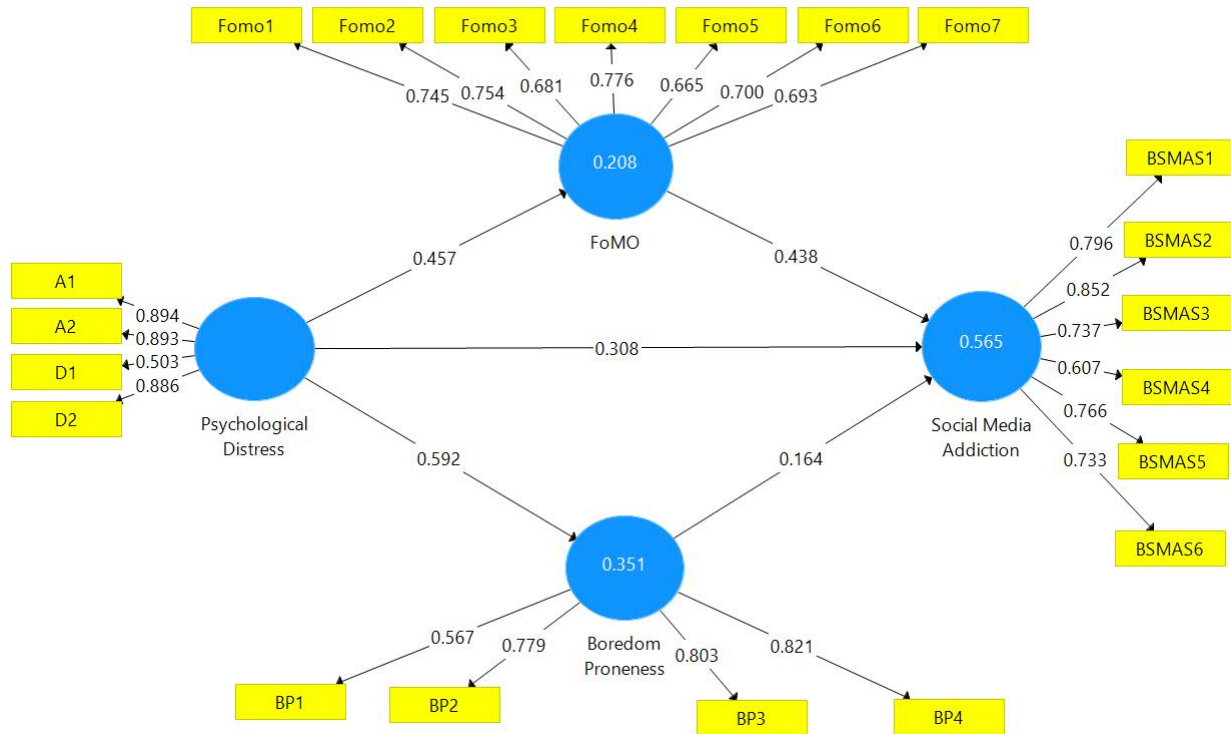 Fomo1 Fomo2 Fomo3 Fomo4 Fomo5 Fomo6 Fomo7
0.745 0.754 0.681 0.776 0.665 0.700 0.693
0.208
FoMO
BSMAS1
BSMAS2
BSMAS3
BSMAS4
BSMAS5
BSMAS6
0.796
0.852
0.737
0.607
0.766
0.733
0.457
0.438
A1
A2
D1
D2
0.894
0.893
0.503
0.886
0.308
0.565
Psychological
Distress
Social Media
Addiction
0.592
0.164
0.351
Boredom
Proneness
0.567 0.779 0.803 0.821
BP1 BP2 BP3 BP4